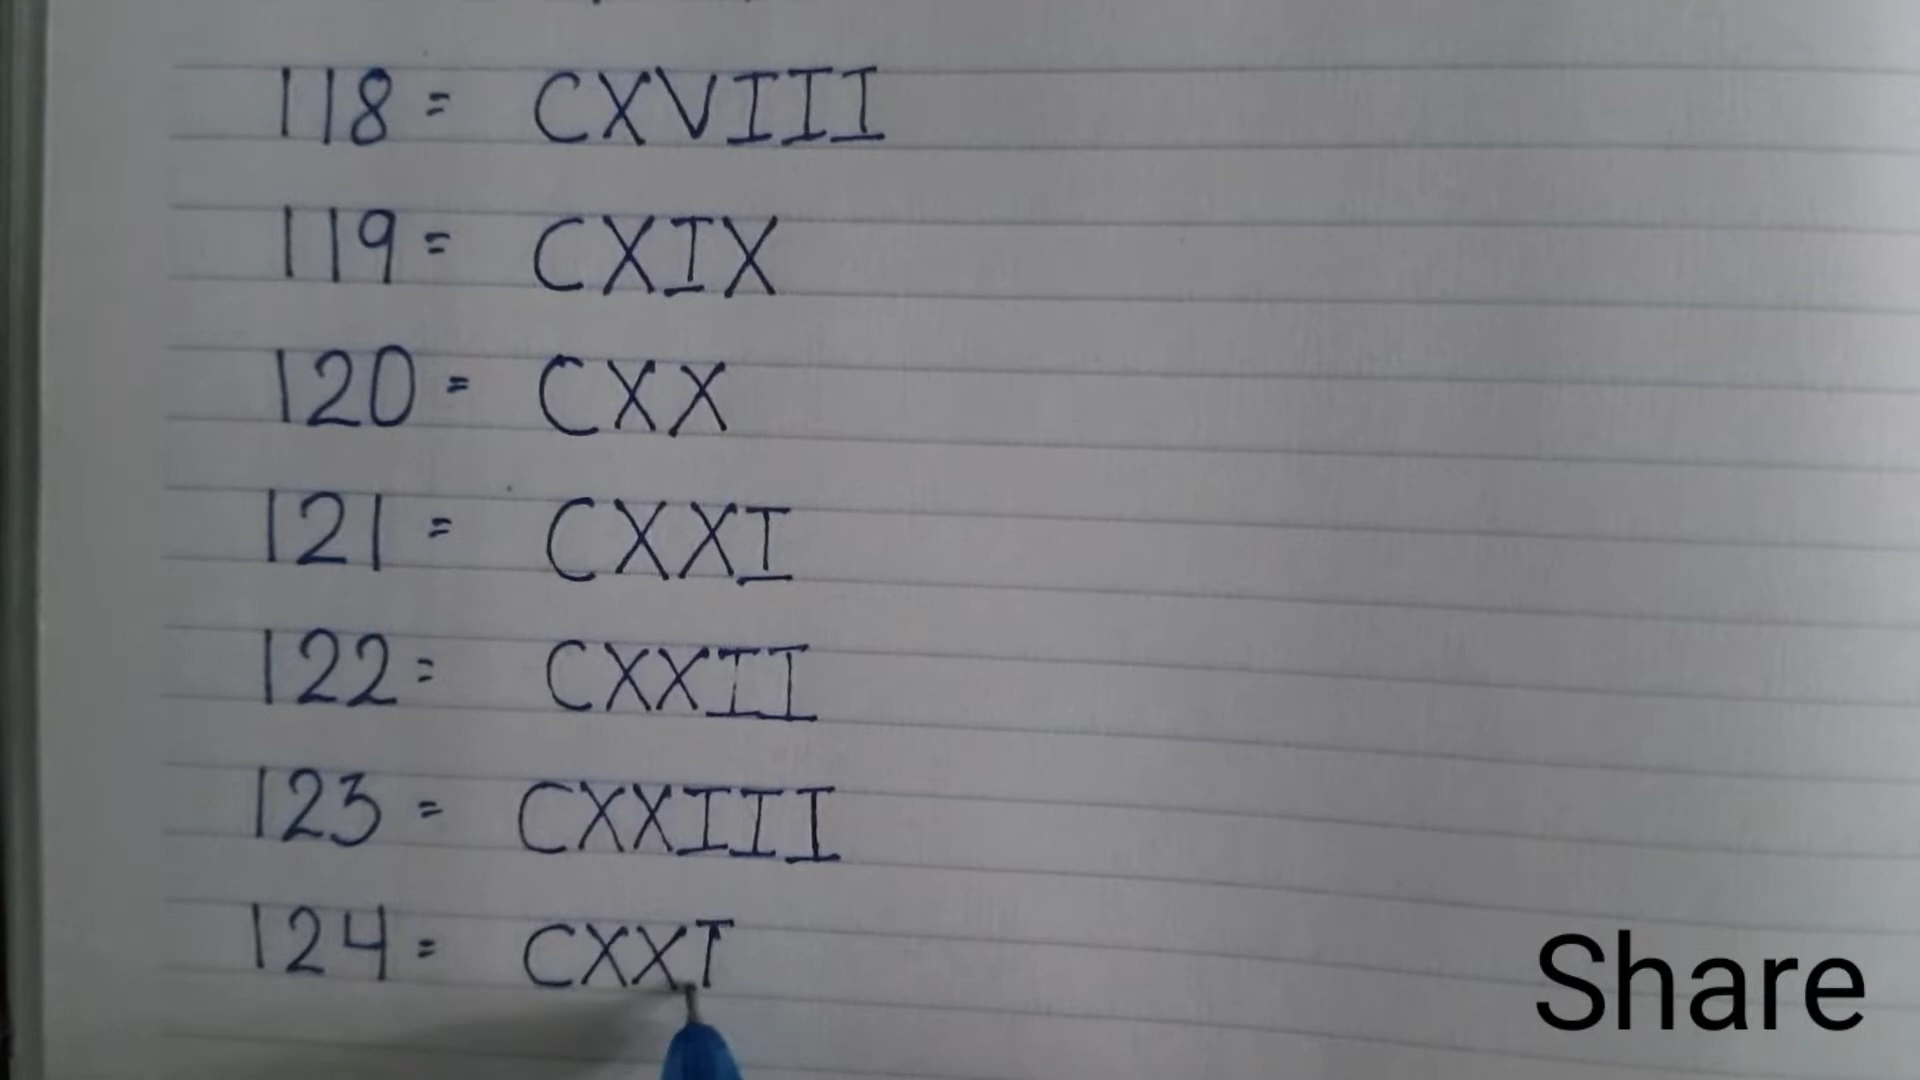 118 = CXVIII
119 = CXIX
120 = CXX
121 = CXXI
122 = CXXII
123 = CXXIII
124 = CXXI
Share